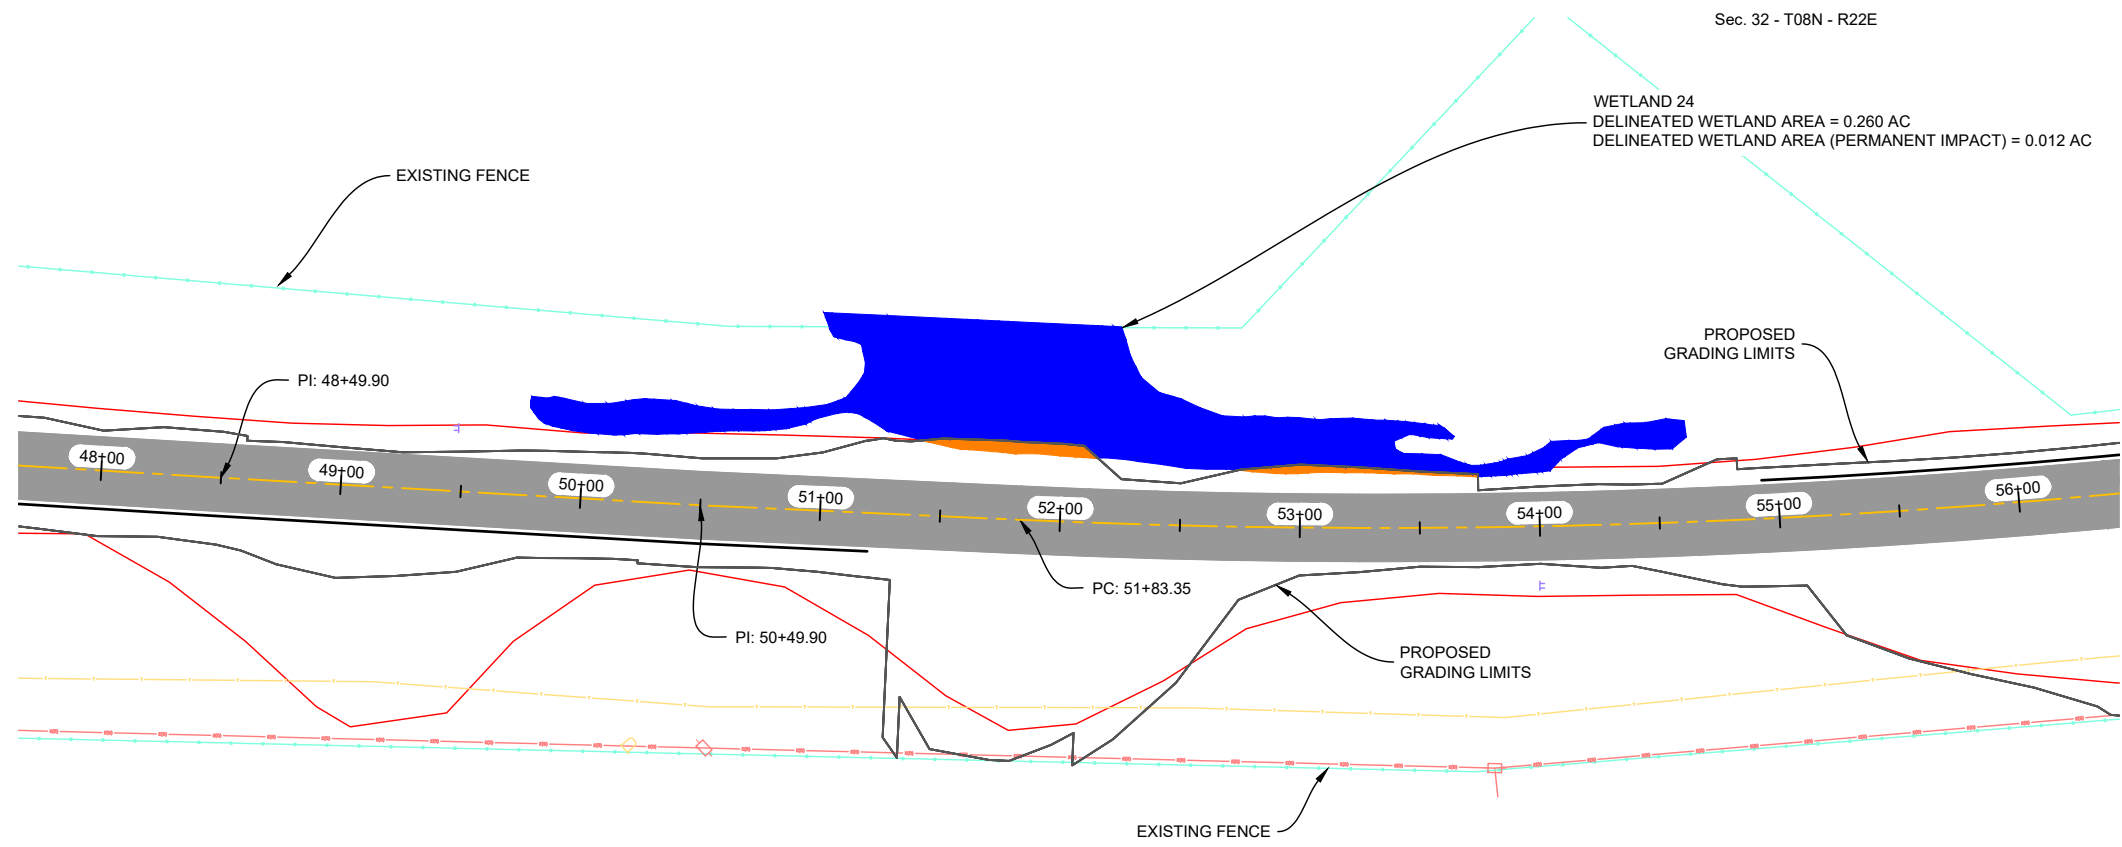 Sec. 32 - T08N - R22E
WETLAND 24
DELINEATED WETLAND AREA = 0.260 AC
DELINEATED WETLAND AREA (PERMANENT IMPACT) = 0.012 AC
EXISTING FENCE
PROPOSED
GRADING LIMITS
PI: 48+49.90
48+00
49+00
50+00
51+00
52+00
53+00
54+00
55+00
56+00
PC: 51+83.35
PI: 50+49.90
PROPOSED
GRADING LIMITS
EXISTING FENCE